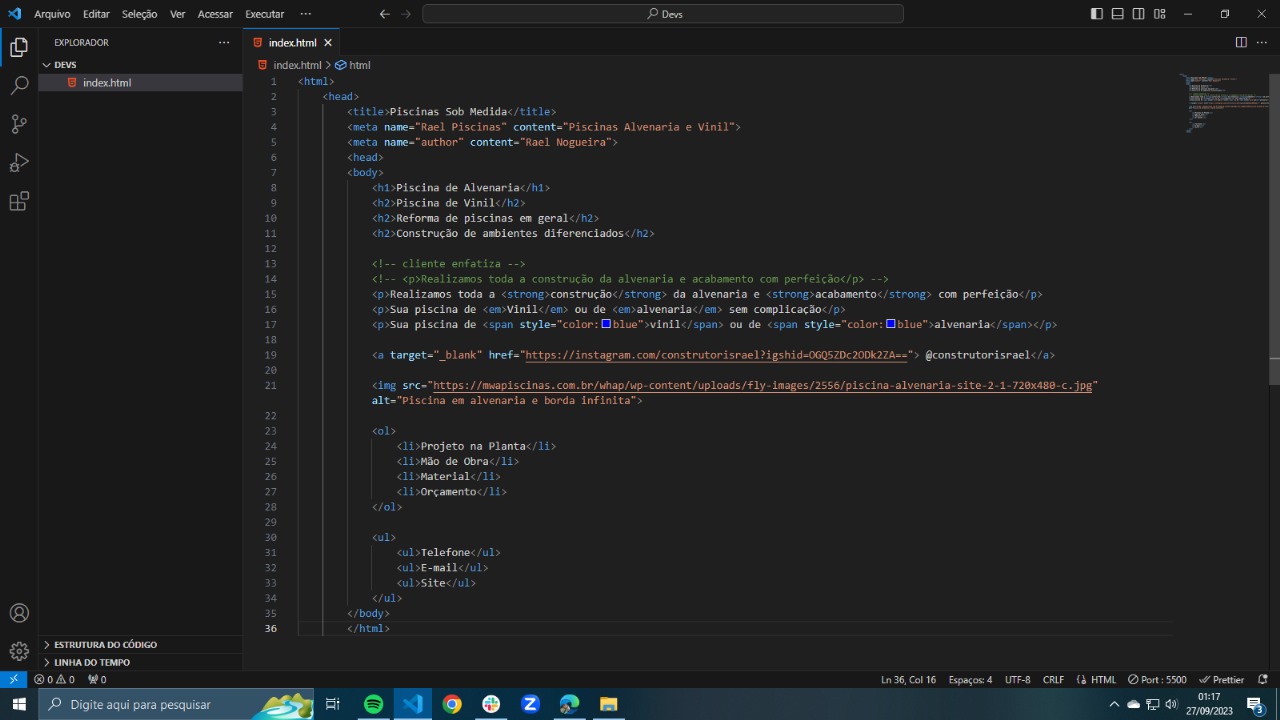 Arquivo Editar Seleção Ver Acessar Executar ··· Devs
EXPLORADOR ···
DEVS
index.html
ESTRUTURA DO CÓDIGO
LINHA DO TEMPO
index.html
index.html > html
1 <html>
2 <head>
3 <title>Piscinas Sob Medida</title>
4 <meta name="Rael Piscinas" content="Piscinas Alvenaria e Vinil">
5 <meta name="author" content="Rael Nogueira">
6 <head>
7 <body>
8 <h1>Piscina de Alvenaria</h1>
9 <h2>Piscina de Vinil</h2>
10 <h2>Reforma de piscinas em geral</h2>
11 <h2>Construção de ambientes diferenciados</h2>
12
13 <!-- cliente enfatiza -->
14 <!-- <p>Realizamos toda a construção da alvenaria e acabamento com perfeição</p> -->
15 <p>Realizamos toda a <strong>construção</strong> da alvenaria e <strong>acabamento</strong> com perfeição</p>
16 <p>Sua piscina de <em>Vinil</em> ou de <em>alvenaria</em> sem complicação</p>
17 <p>Sua piscina de <span style="color:blue">vinil</span> ou de <span style="color:blue">alvenaria</span></p>
18
19 <a target="_blank" href="https://instagram.com/construtorisrael?igshid=OGQ5ZDc2ODk2ZA=="> @construtorisrael</a>
20
21 <img src="https://mwapiscinas.com.br/whap/wp-content/uploads/fly-images/2556/piscina-alvenaria-site-2-1-720x480-c.jpg"
alt="Piscina em alvenaria e borda infinita">
22
23 <ol>
24 <li>Projeto na Planta</li>
25 <li>Mão de Obra</li>
26 <li>Material</li>
27 <li>Orçamento</li>
28 </ol>
29
30 <ul>
31 <ul>Telefone</ul>
32 <ul>E-mail</ul>
33 <ul>Site</ul>
34 </ul>
35 </body>
36 </html>
0 0 0 Ln 36, Col 16 Espaços: 4 UTF-8 CRLF HTML Port : 5500 Prettier
Digite aqui para pesquisar
01:17
27/09/2023
3